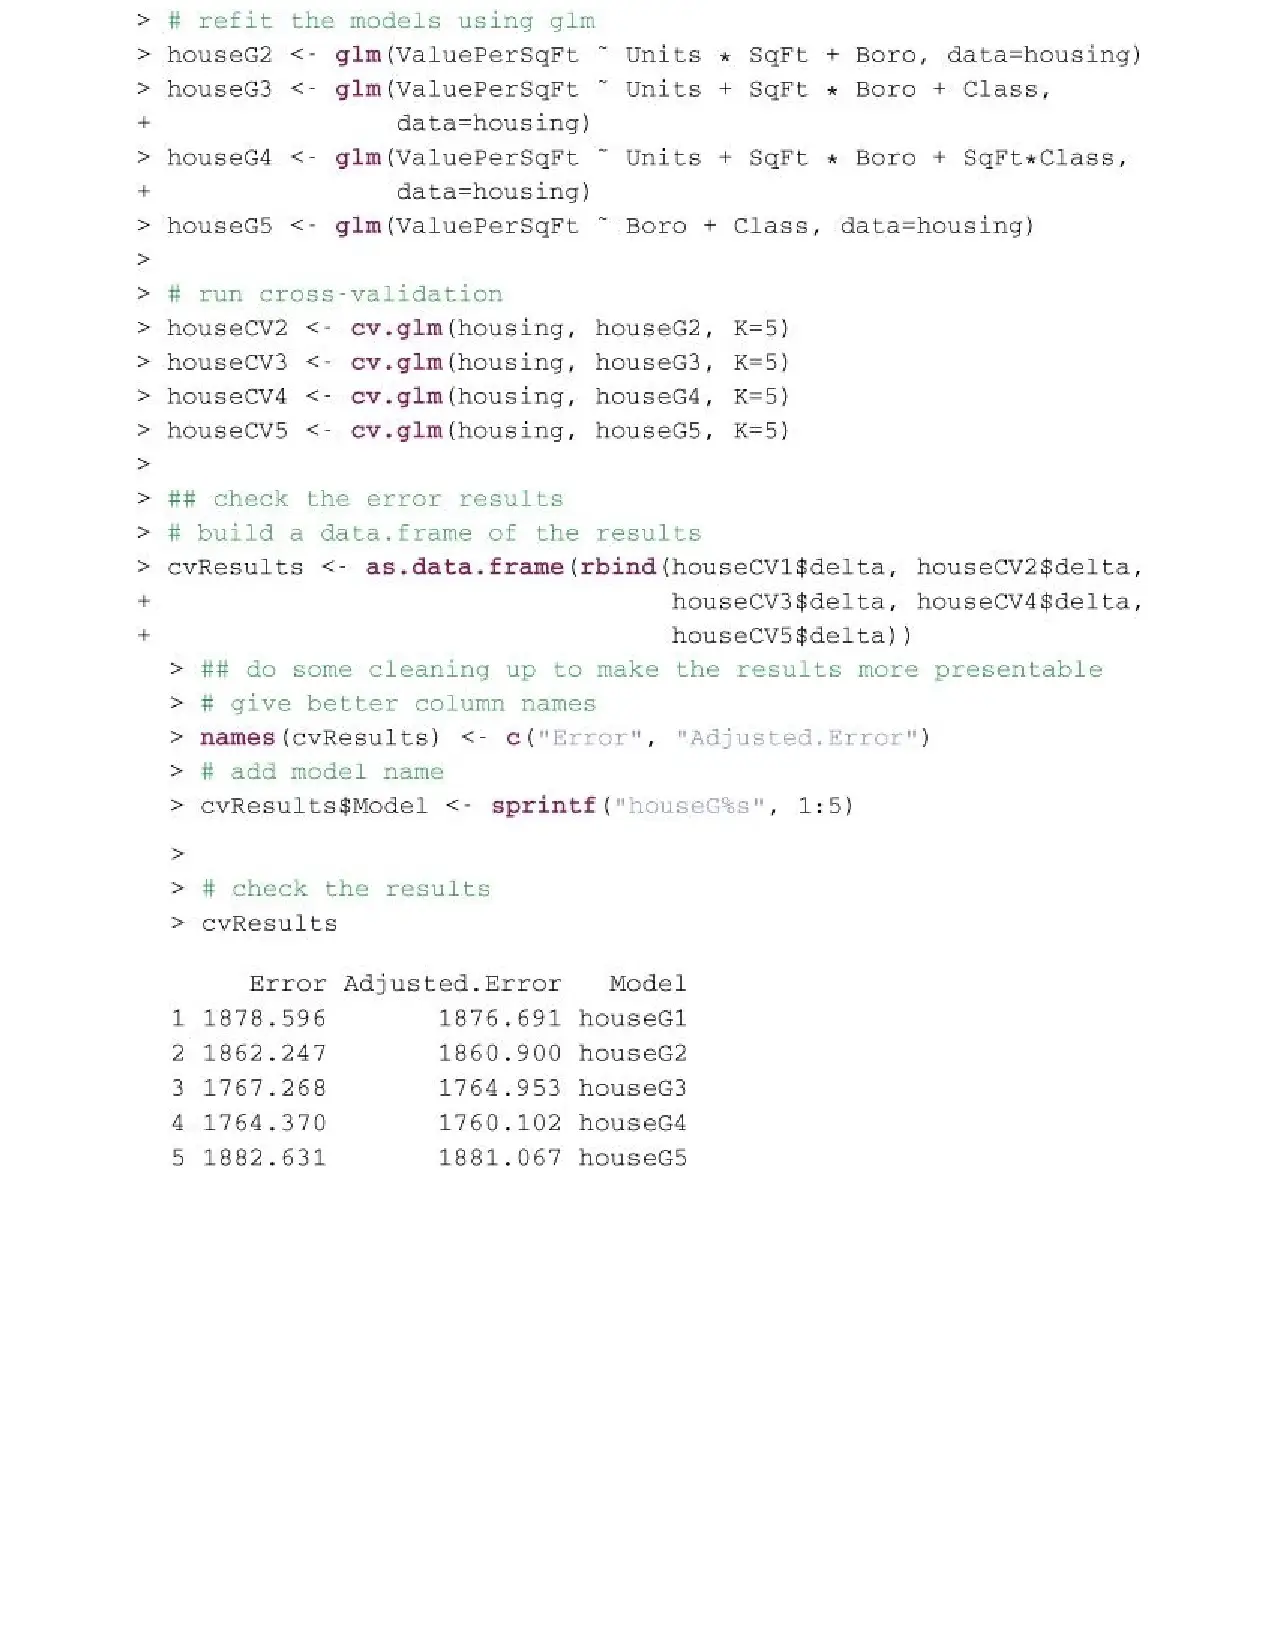 > # refit the models using glm
> houseG2 <- glm(ValuePerSqFt ~ Units * SqFt + Boro, data=housing)
> houseG3 <- glm(ValuePerSqFt ~ Units + SqFt * Boro + Class,
+ data=housing)
> houseG4 <- glm(ValuePerSqFt ~ Units + SqFt * Boro + SqFt*Class,
+ data=housing)
> houseG5 <- glm(ValuePerSqFt ~ Boro + Class, data=housing)
>
> # run cross-validation
> houseCV2 <- cv.glm(housing, houseG2, K=5)
> houseCV3 <- cv.glm(housing, houseG3, K=5)
> houseCV4 <- cv.glm(housing, houseG4, K=5)
> houseCV5 <- cv.glm(housing, houseG5, K=5)
>
> ## check the error results
> # build a data.frame of the results
> cvResults <- as.data.frame(rbind(houseCV1$delta, houseCV2$delta,
+ houseCV3$delta, houseCV4$delta,
+ houseCV5$delta))
> ## do some cleaning up to make the results more presentable
> # give better column names
> names(cvResults) <- c("Error", "Adjusted.Error")
> # add model name
> cvResults$Model <- sprintf("houseG%s", 1:5)
>
> # check the results
> cvResults
Error Adjusted.Error Model
1 1878.596 1876.691 houseG1
2 1862.247 1860.900 houseG2
3 1767.268 1764.953 houseG3
4 1764.370 1760.102 houseG4
5 1882.631 1881.067 houseG5